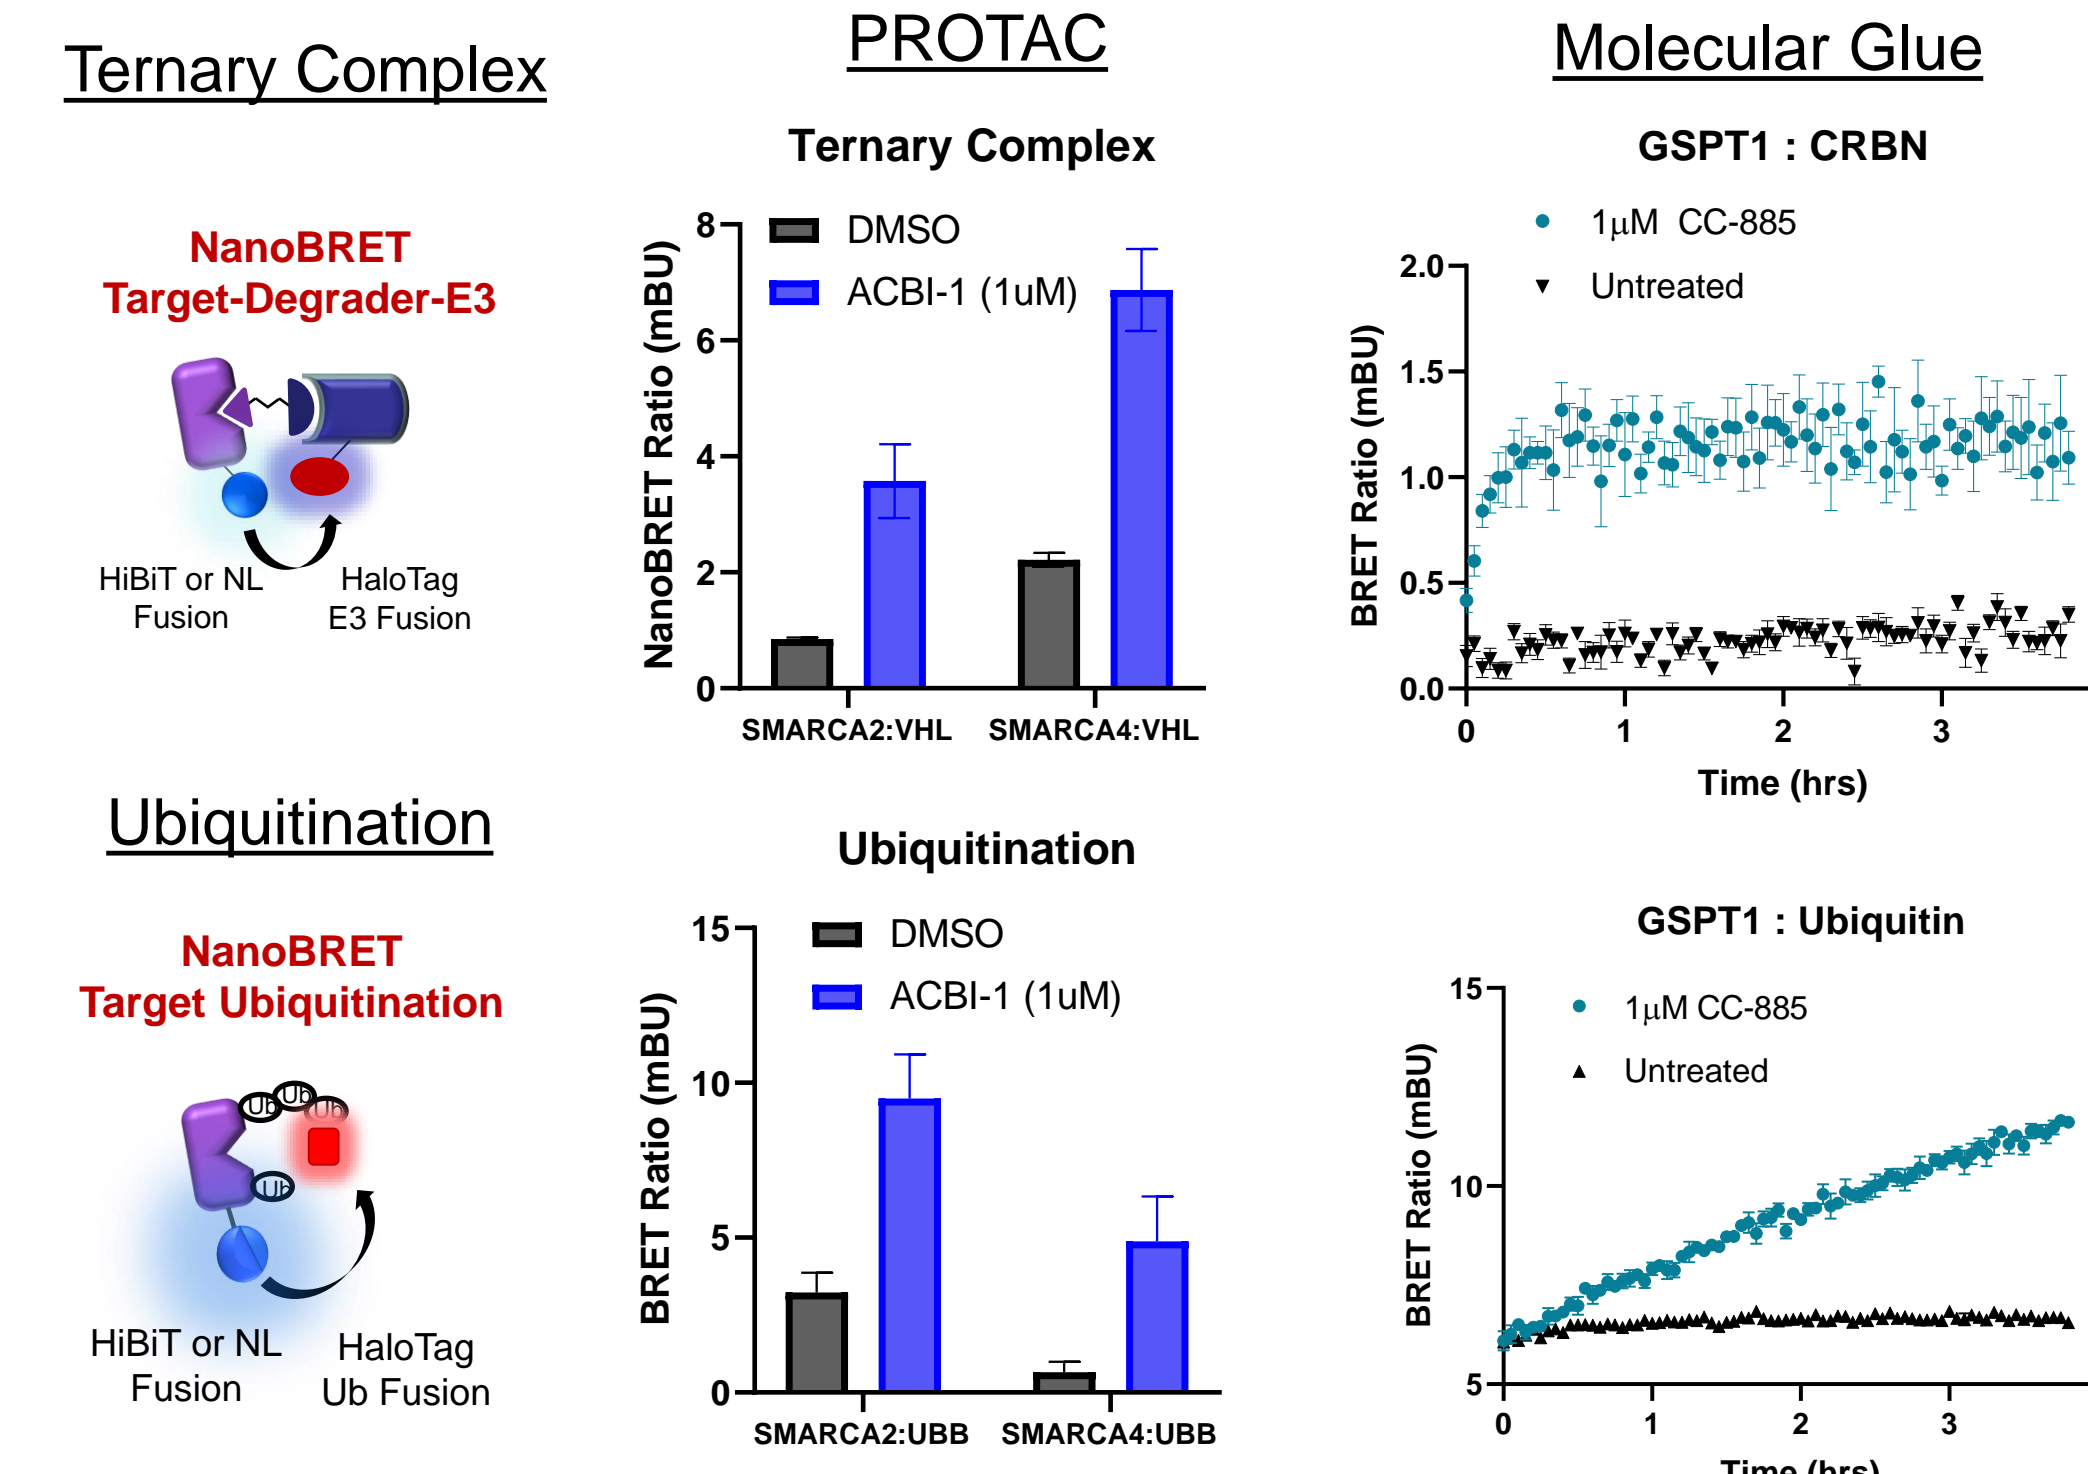 Ternary Complex
NanoBRET
Target-Degrader-E3
HiBiT or NL
Fusion
HaloTag
E3 Fusion
Ubiquitination
NanoBRET
Target Ubiquitination
Ub
Ub
Ub
Ub
HiBiT or NL
Fusion
HaloTag
Ub Fusion
PROTAC
Ternary Complex
DMSO
ACBI-1 (1uM)
NanoBRET Ratio (mBU)
8
6
4
2
0
SMARCA2:VHL
SMARCA4:VHL
Ubiquitination
DMSO
ACBI-1 (1uM)
BRET Ratio (mBU)
15
10
5
0
SMARCA2:UBB
SMARCA4:UBB
Molecular Glue
GSPT1 : CRBN
1µM CC-885
Untreated
BRET Ratio (mBU)
2.0
1.5
1.0
0.5
0.0
0 1 2 3
Time (hrs)
GSPT1 : Ubiquitin
1µM CC-885
Untreated
BRET Ratio (mBU)
15
10
5
0 1 2 3
Time (hrs)